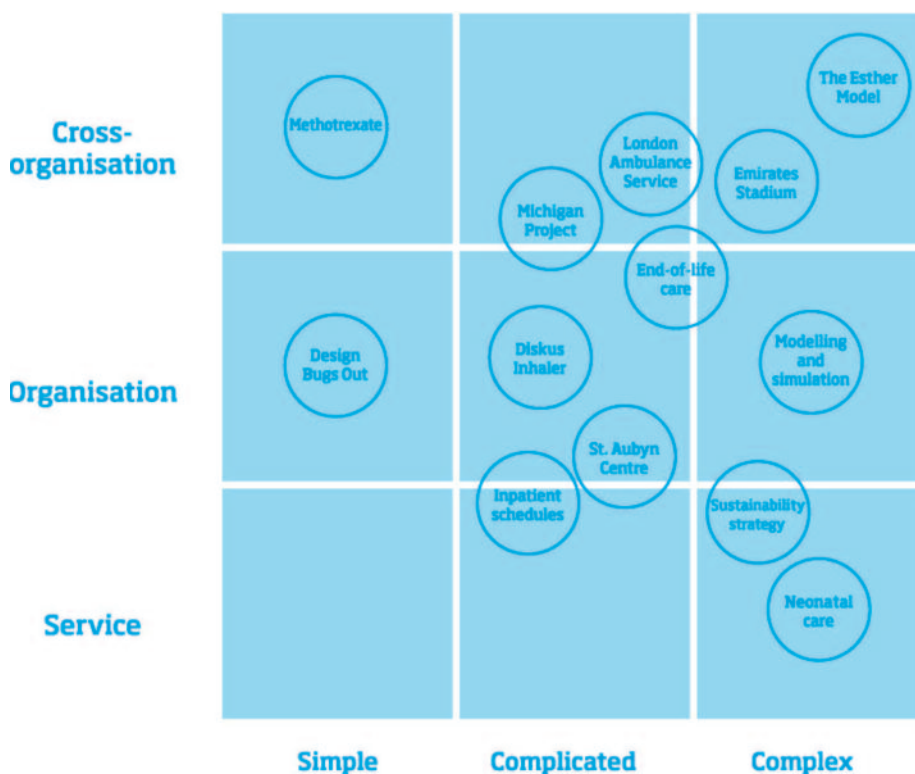 Cross-
organisation
Methotrexate
Michigan
Project
London
Ambulance
Service
Emirates
Stadium
The Esther
Model
End-of-life
care
Organisation
Design
Bugs Out
Diskus
Inhaler
St. Aubyn
Centre
Modelling
and
simulation
Inpatient
schedules
Sustainability
strategy
Service
Neonatal
care
Simple
Complicated
Complex